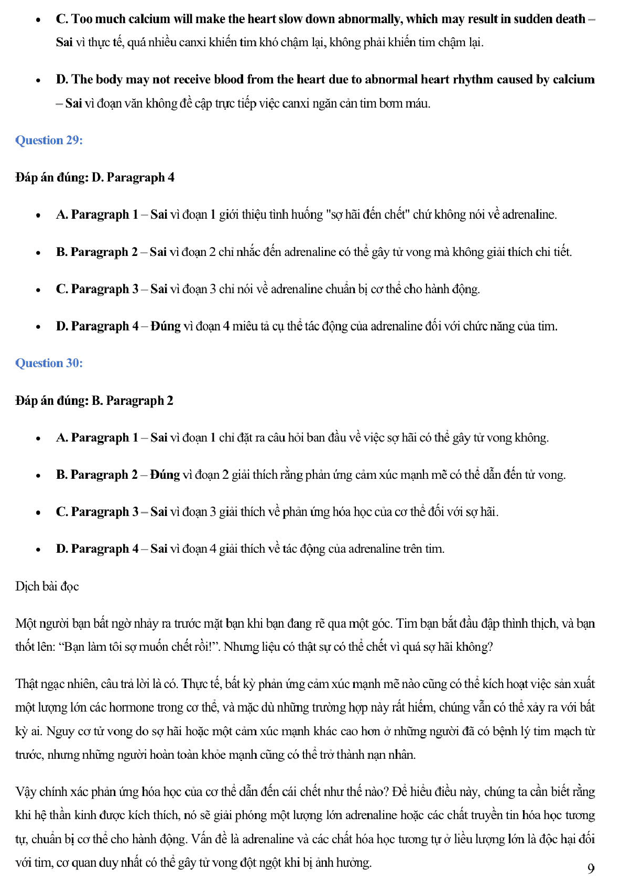 • C. Too much calcium will make the heart slow down abnormally, which may result in sudden death –
Sai vì thực tế, quá nhiều canxi khiến tim khó chậm lại, không phải khiến tim chậm lại.
• D. The body may not receive blood from the heart due to abnormal heart rhythm caused by calcium
– Sai vì đoạn văn không đề cập trực tiếp việc canxi ngăn cản tim bơm máu.
Question 29:
Đáp án đúng: D. Paragraph 4
• A. Paragraph 1 – Sai vì đoạn 1 giới thiệu tình huống "sợ hãi đến chết" chứ không nói về adrenaline.
• B. Paragraph 2 – Sai vì đoạn 2 chỉ nhắc đến adrenaline có thể gây tử vong mà không giải thích chi tiết.
• C. Paragraph 3 – Sai vì đoạn 3 chỉ nói về adrenaline chuẩn bị cơ thể cho hành động.
• D. Paragraph 4 – Đúng vì đoạn 4 miêu tả cụ thể tác động của adrenaline đối với chức năng của tim.
Question 30:
Đáp án đúng: B. Paragraph 2
• A. Paragraph 1 – Sai vì đoạn 1 chỉ đặt ra câu hỏi ban đầu về việc sợ hãi có thể gây tử vong không.
• B. Paragraph 2 – Đúng vì đoạn 2 giải thích rằng phản ứng cảm xúc mạnh mẽ có thể dẫn đến tử vong.
• C. Paragraph 3 – Sai vì đoạn 3 giải thích về phản ứng hóa học của cơ thể đối với sợ hãi.
• D. Paragraph 4 – Sai vì đoạn 4 giải thích về tác động của adrenaline trên tim.
Dịch bài đọc
Một người bạn bất ngờ nhảy ra trước mặt bạn khi bạn đang rẽ qua một góc. Tim bạn bắt đầu đập thình thịch, và bạn
thốt lên: “Bạn làm tôi sợ muốn chết rồi!”. Nhưng liệu có thật sự có thể chết vì quá sợ hãi không?
Thật ngạc nhiên, câu trả lời là có. Thực tế, bất kỳ phản ứng cảm xúc mạnh mẽ nào cũng có thể kích hoạt việc sản xuất
một lượng lớn các hormone trong cơ thể, và mặc dù những trường hợp này rất hiếm, chúng vẫn có thể xảy ra với bất
kỳ ai. Nguy cơ tử vong do sợ hãi hoặc một cảm xúc mạnh khác cao hơn ở những người đã có bệnh lý tim mạch từ
trước, nhưng những người hoàn toàn khỏe mạnh cũng có thể trở thành nạn nhân.
Vậy chính xác phản ứng hóa học của cơ thể dẫn đến cái chết như thế nào? Để hiểu điều này, chúng ta cần biết rằng
khi hệ thần kinh được kích thích, nó sẽ giải phóng một lượng lớn adrenaline hoặc các chất truyền tin hóa học tương
tự, chuẩn bị cơ thể cho hành động. Vấn đề là adrenaline và các chất hóa học tương tự ở liều lượng lớn là độc hại đối
với tim, cơ quan duy nhất có thể gây tử vong đột ngột khi bị ảnh hưởng.
9